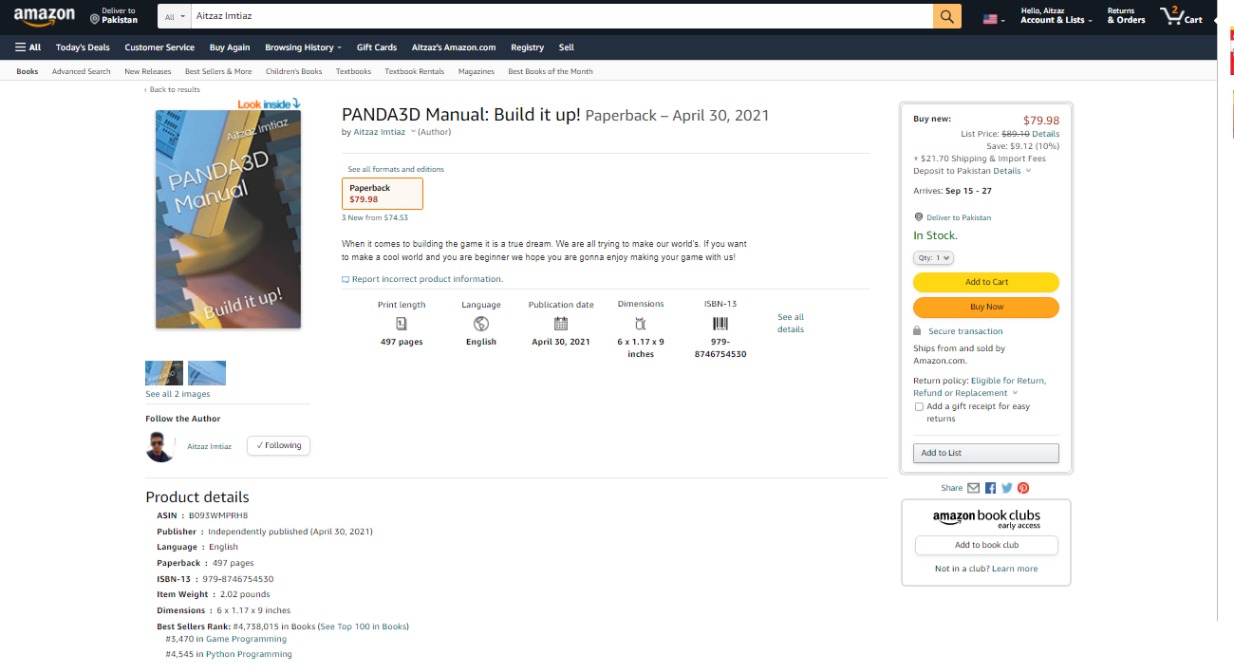 amazon
Deliver to
Pakistan
All
Aitzaz Imtiaz
Hello, Aitzaz
Account & Lists
Returns
& Orders
2
Cart
All
Today's Deals
Customer Service
Buy Again
Browsing History
Gift Cards
Aitzaz's Amazon.com
Registry
Sell
Books
Advanced Search
New Releases
Best Sellers & More
Children's Books
Textbooks
Textbook Rentals
Magazines
Best Books of the Month
‹ Back to results
Look inside
Aitzaz Imtiaz
PANDA3D
Manual
Build it up!
See all 2 images
Follow the Author
Aitzaz Imtiaz
✓ Following
PANDA3D Manual: Build it up! Paperback – April 30, 2021
by Aitzaz Imtiaz (Author)
See all formats and editions
Paperback
$79.98
3 New from $74.53
When it comes to building the game it is a true dream. We are all trying to make our world's. If you want
to make a cool world and you are beginner we hope you are gonna enjoy making your game with us!
Report incorrect product information.
Print length
497 pages
Language
English
Publication date
April 30, 2021
Dimensions
6 x 1.17 x 9
inches
ISBN-13
979-
8746754530
See all
details
Buy new:
$79.98
List Price: $89.10 Details
Save: $9.12 (10%)
+ $21.70 Shipping & Import Fees
Deposit to Pakistan Details
Arrives: Sep 15 - 27
Deliver to Pakistan
In Stock.
Qty: 1
Add to Cart
Buy Now
Secure transaction
Ships from and sold by
Amazon.com.
Return policy: Eligible for Return,
Refund or Replacement
Add a gift receipt for easy
returns
Add to List
Share
amazon book clubs
early access
Add to book club
Not in a club? Learn more
Product details
ASIN : B093WMPRH8
Publisher : Independently published (April 30, 2021)
Language : English
Paperback : 497 pages
ISBN-13 : 979-8746754530
Item Weight : 2.02 pounds
Dimensions : 6 x 1.17 x 9 inches
Best Sellers Rank: #4,738,015 in Books (See Top 100 in Books)
#3,470 in Game Programming
#4,545 in Python Programming